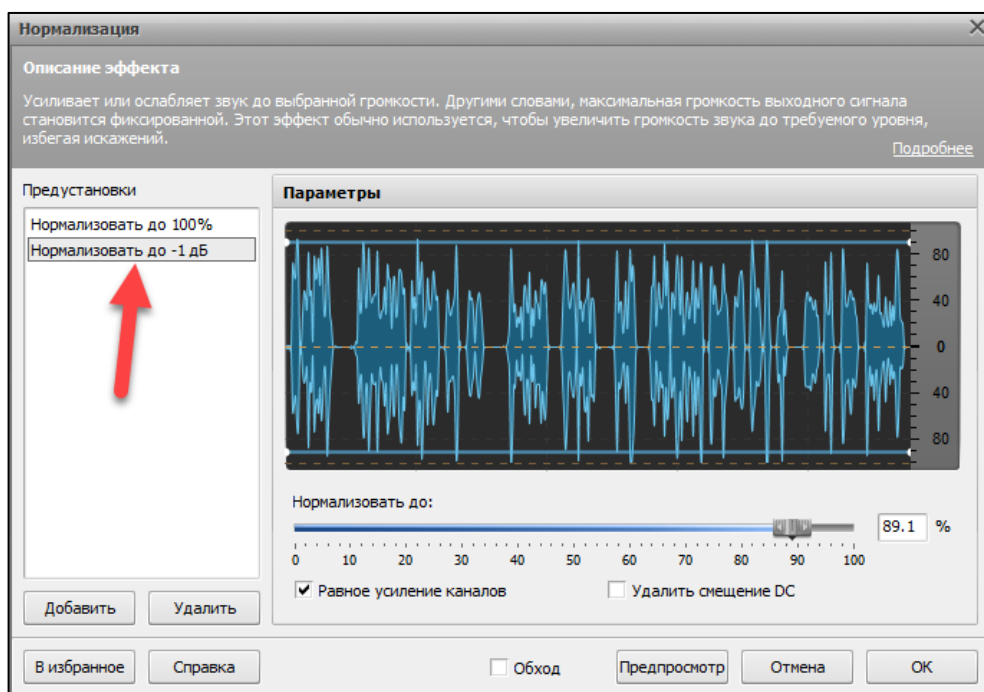 Нормализация
Описание эффекта
Усиливает или ослабляет звук до выбранной громкости. Другими словами, максимальная громкость выходного сигнала
становится фиксированной. Этот эффект обычно используется, чтобы увеличить громкость звука до требуемого уровня,
избегая искажений.
Подробнее
Предустановки
Нормализовать до 100%
Нормализовать до -1 дБ
Добавить Удалить
Параметры
80
40
0
40
80
Нормализовать до:
89.1 %
0 10 20 30 40 50 60 70 80 90 100
Равное усиление каналов Удалить смещение DC
В избранное Справка Обход Предпросмотр Отмена OK